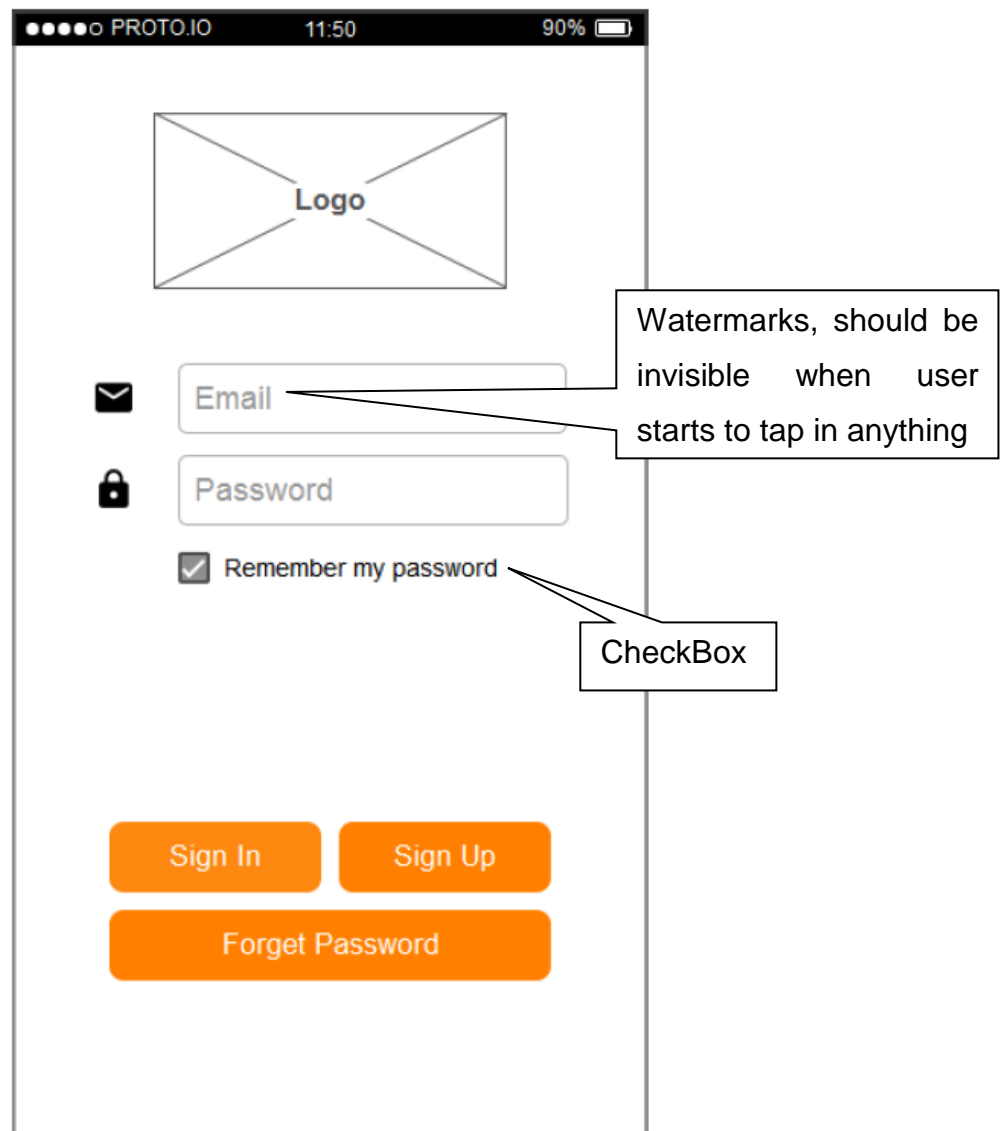 PROTO.IO 11:50 90%
Logo
Watermarks, should be
invisible when user
starts to tap in anything
Email
Password
Remember my password
CheckBox
Sign In Sign Up
Forget Password